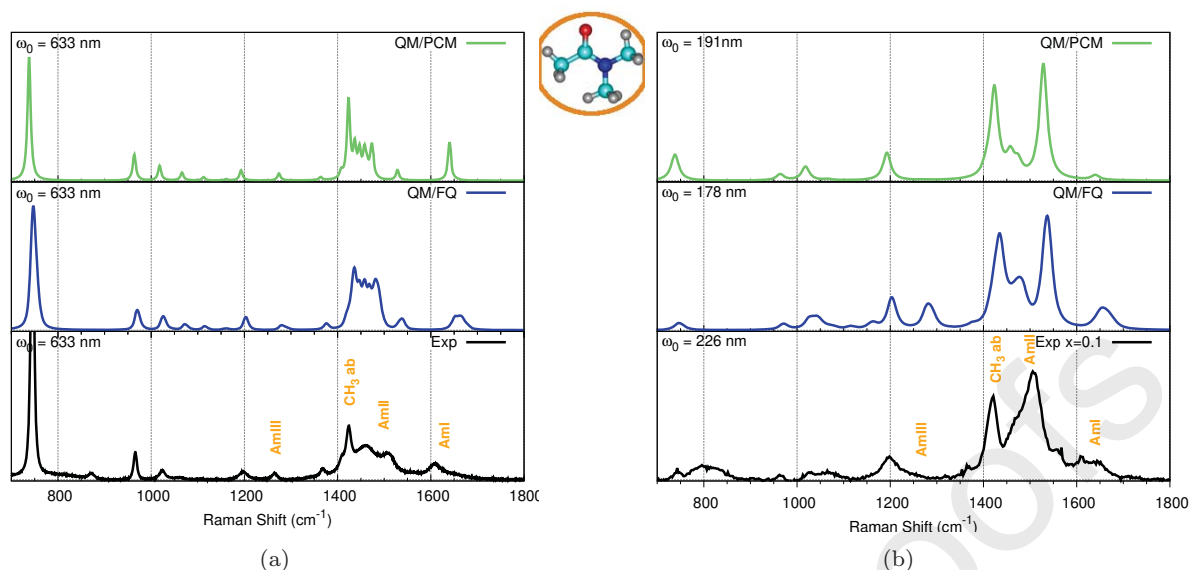 ω₀ = 633 nm
QM/PCM
ω₀ = 633 nm
QM/FQ
ω₀ = 633 nm
Exp
AmIII
CH₃ ab
AmII
AmI
800 1000 1200 1400 1600 1800
Raman Shift (cm⁻¹)
(a)
ω₀ = 191nm
QM/PCM
ω₀ = 178 nm
QM/FQ
ω₀ = 226 nm
Exp x=0.1
AmIII
CH₃ ab
AmII
AmI
800 1000 1200 1400 1600 1800
Raman Shift (cm⁻¹)
(b)
oofs